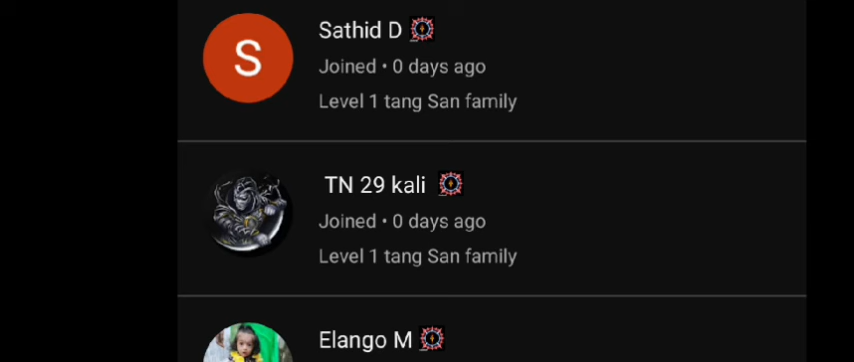 S
Sathid D
Joined • 0 days ago
Level 1 tang San family
TN 29 kali
Joined • 0 days ago
Level 1 tang San family
Elango M